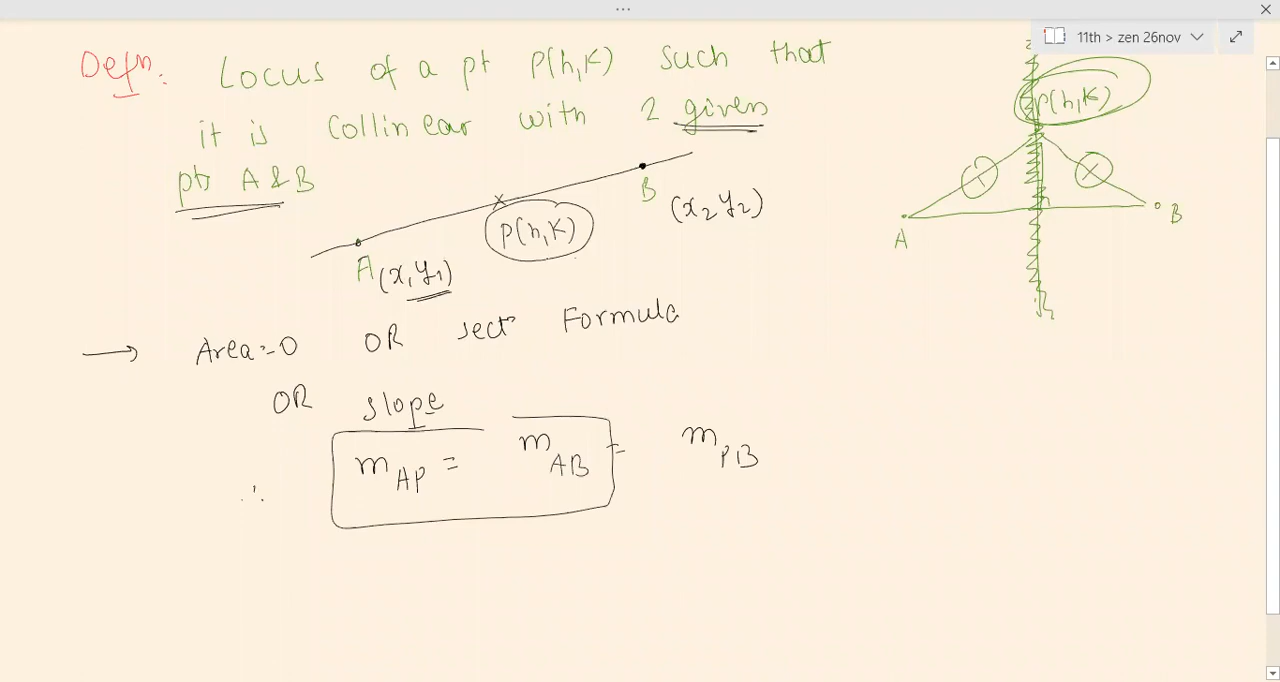 ...
11th > zen 26nov
Defn: Locus of a pt P(h,K) such that
it is Collinear with 2 given
pts A & B
P(h,K)
B
(x2 y2)
P(h,K)
A (x, y1)
A
B
→ Area = 0 OR sectⁿ Formula
OR slope
∴ mAP = mAB = mPB